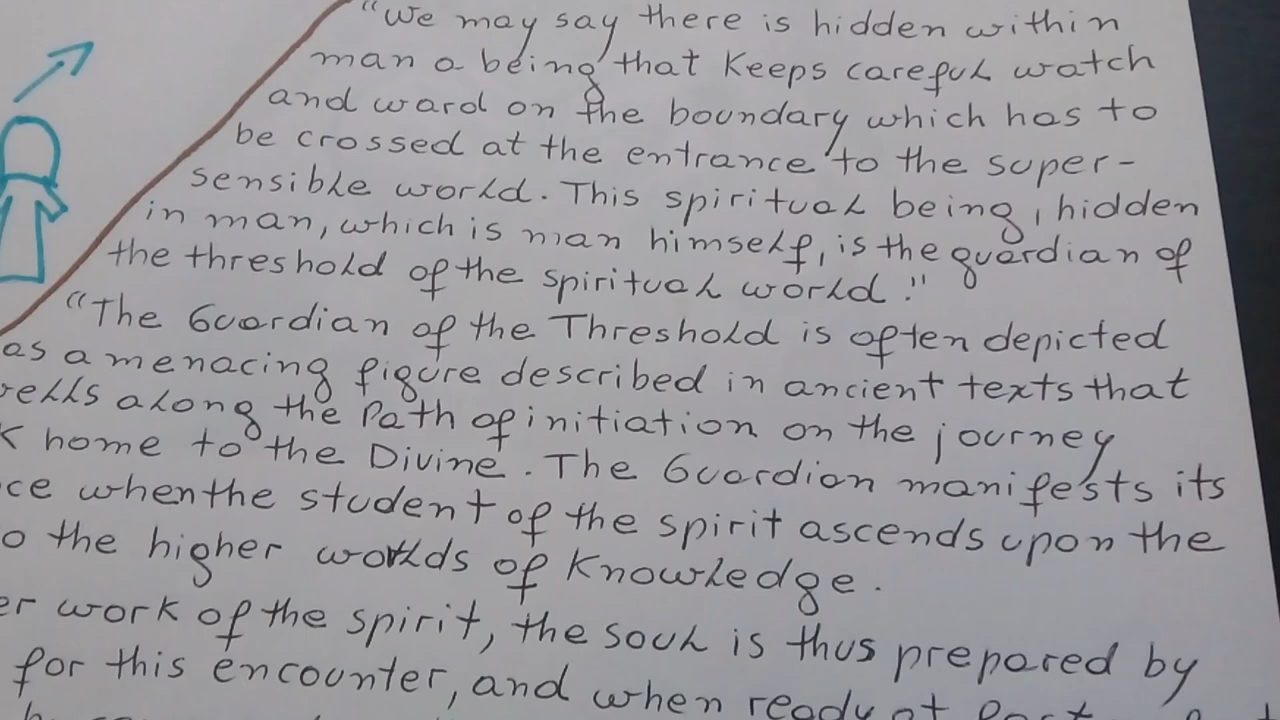 "We may say there is hidden within
man a being that keeps careful watch
and ward on the boundary which has to
be crossed at the entrance to the super-
sensible world. This spiritual being, hidden
in man, which is man himself, is the guardian of
the threshold of the spiritual world."
"The Guardian of the Threshold is often depicted
as a menacing figure described in ancient texts that
along the Path of initiation on the journey
home to the Divine. The Guardian manifests its
when the student of the spirit ascends upon the
the higher worlds of Knowledge.
work of the spirit, the soul is thus prepared by
for this encounter, and when ready at